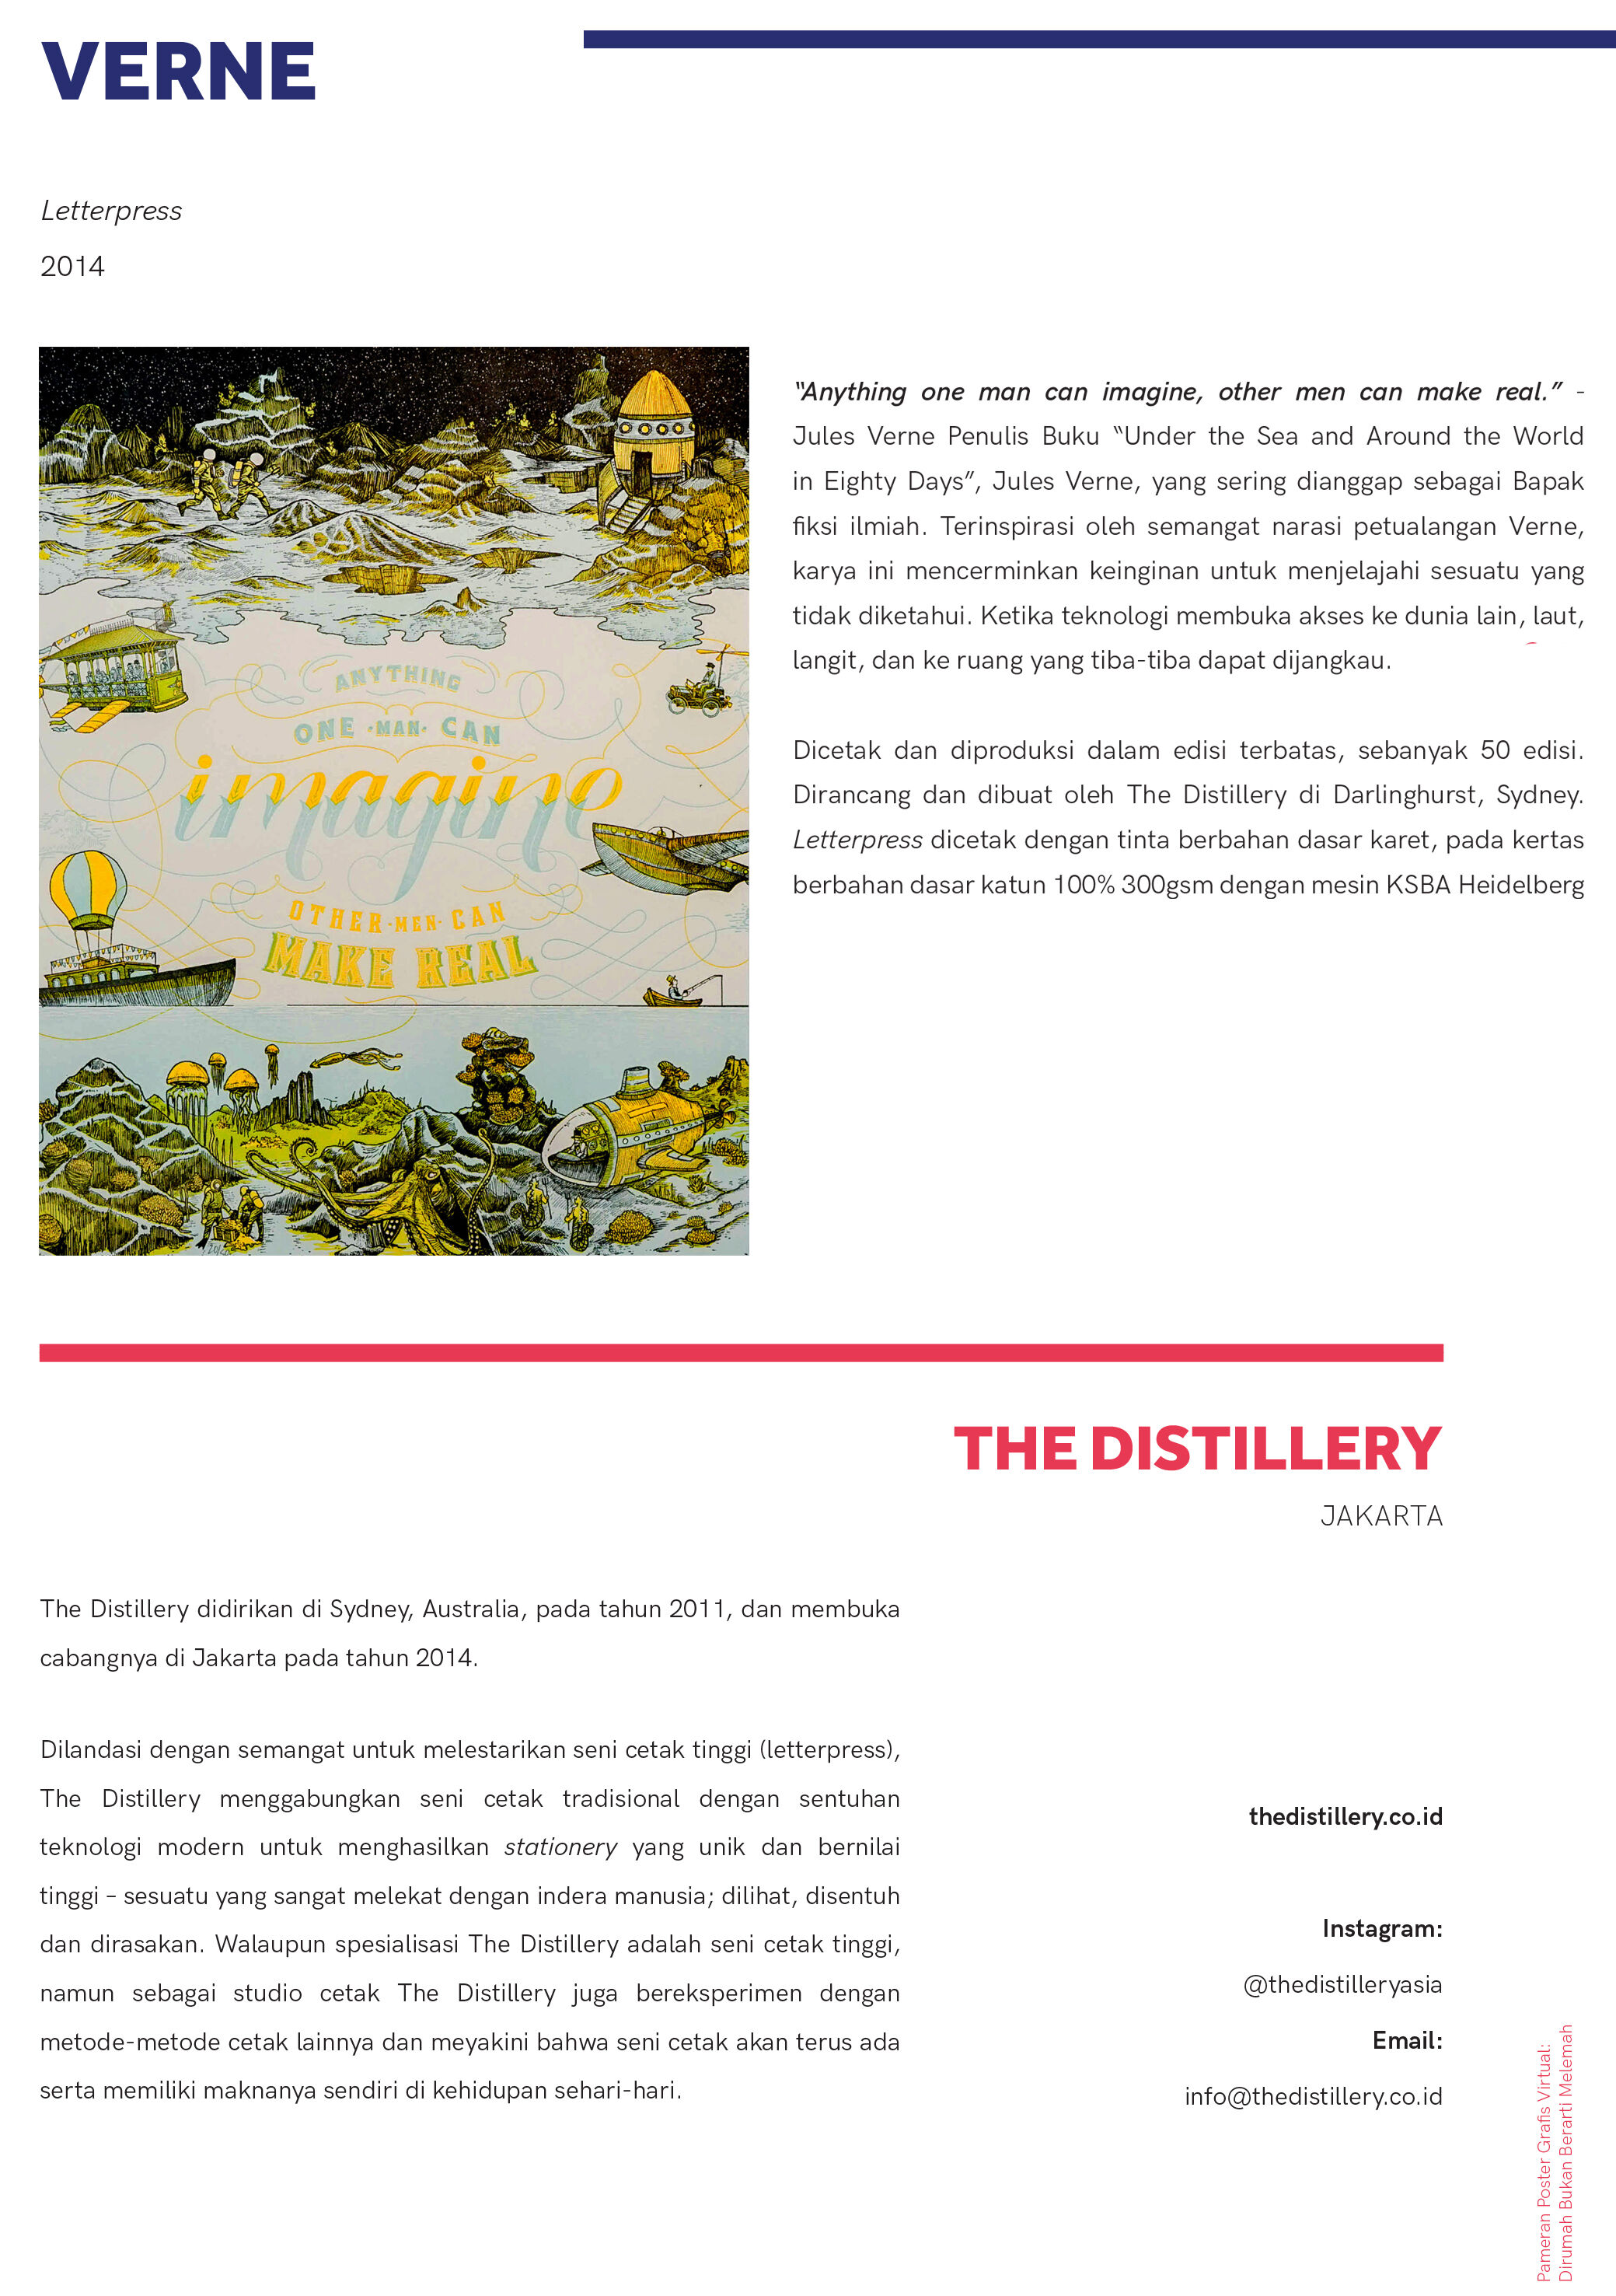 VERNE
Letterpress
2014
ANYTHING
ONE · MAN · CAN
imagine
OTHER · MEN · CAN
MAKE REAL
“Anything one man can imagine, other men can make real.” -
Jules Verne Penulis Buku “Under the Sea and Around the World
in Eighty Days”, Jules Verne, yang sering dianggap sebagai Bapak
fiksi ilmiah. Terinspirasi oleh semangat narasi petualangan Verne,
karya ini mencerminkan keinginan untuk menjelajahi sesuatu yang
tidak diketahui. Ketika teknologi membuka akses ke dunia lain, laut,
langit, dan ke ruang yang tiba-tiba dapat dijangkau.
Dicetak dan diproduksi dalam edisi terbatas, sebanyak 50 edisi.
Dirancang dan dibuat oleh The Distillery di Darlinghurst, Sydney.
Letterpress dicetak dengan tinta berbahan dasar karet, pada kertas
berbahan dasar katun 100% 300gsm dengan mesin KSBA Heidelberg
THE DISTILLERY
JAKARTA
The Distillery didirikan di Sydney, Australia, pada tahun 2011, dan membuka
cabangnya di Jakarta pada tahun 2014.
Dilandasi dengan semangat untuk melestarikan seni cetak tinggi (letterpress),
The Distillery menggabungkan seni cetak tradisional dengan sentuhan
teknologi modern untuk menghasilkan stationery yang unik dan bernilai
tinggi – sesuatu yang sangat melekat dengan indera manusia; dilihat, disentuh
dan dirasakan. Walaupun spesialisasi The Distillery adalah seni cetak tinggi,
namun sebagai studio cetak The Distillery juga bereksperimen dengan
metode-metode cetak lainnya dan meyakini bahwa seni cetak akan terus ada
serta memiliki maknanya sendiri di kehidupan sehari-hari.
thedistillery.co.id
Instagram:
@thedistilleryasia
Email:
info@thedistillery.co.id
Pameran Poster Grafis Virtual:
Dirumah Bukan Berarti Melemah